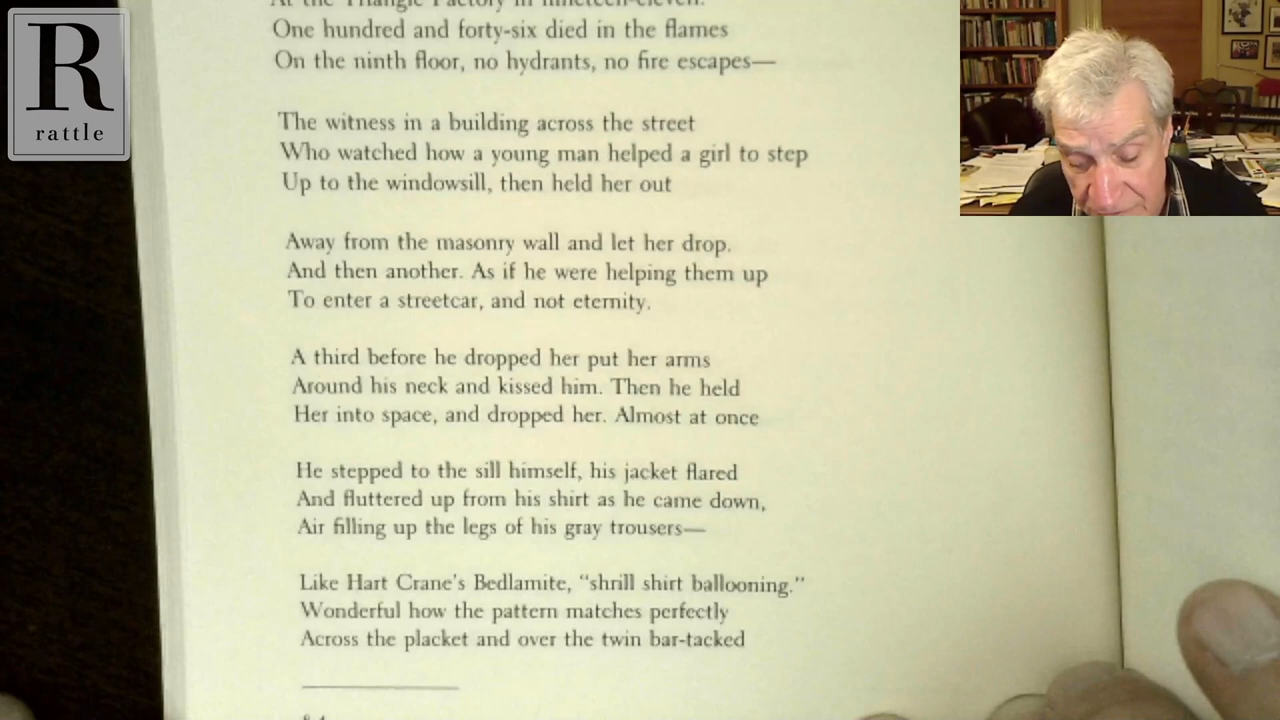 R
rattle
At the Triangle Factory in nineteen-eleven.
One hundred and forty-six died in the flames
On the ninth floor, no hydrants, no fire escapes—
The witness in a building across the street
Who watched how a young man helped a girl to step
Up to the windowsill, then held her out
Away from the masonry wall and let her drop.
And then another. As if he were helping them up
To enter a streetcar, and not eternity.
A third before he dropped her put her arms
Around his neck and kissed him. Then he held
Her into space, and dropped her. Almost at once
He stepped to the sill himself, his jacket flared
And fluttered up from his shirt as he came down,
Air filling up the legs of his gray trousers—
Like Hart Crane's Bedlamite, "shrill shirt ballooning."
Wonderful how the pattern matches perfectly
Across the placket and over the twin bar-tacked